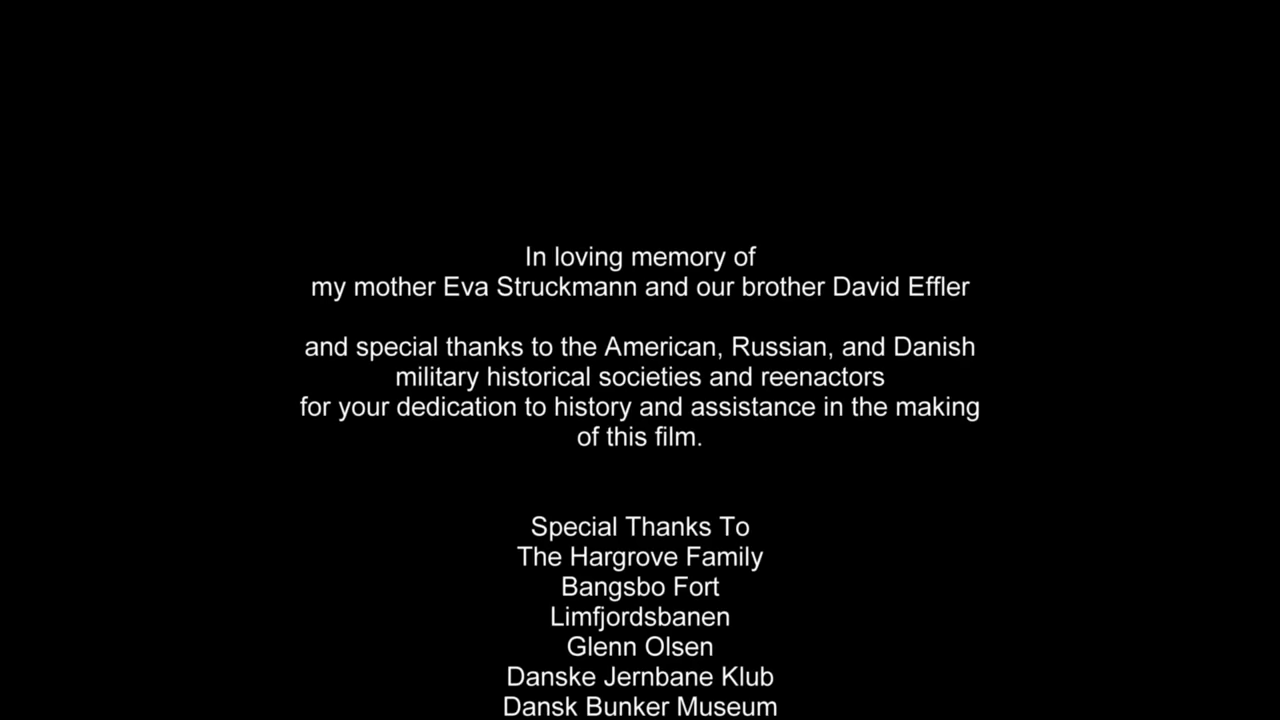 In loving memory of
my mother Eva Struckmann and our brother David Effler
and special thanks to the American, Russian, and Danish
military historical societies and reenactors
for your dedication to history and assistance in the making
of this film.
Special Thanks To
The Hargrove Family
Bangsbo Fort
Limfjordsbanen
Glenn Olsen
Danske Jernbane Klub
Dansk Bunker Museum